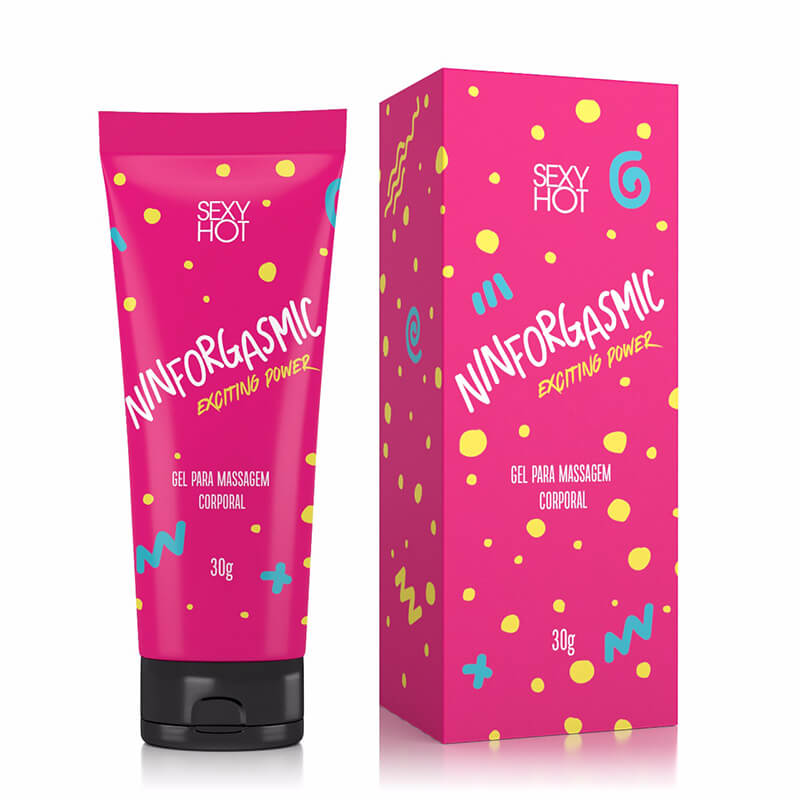 SEXY
HOT
NINFORGASMIC
EXCITING POWER
GEL PARA MASSAGEM
CORPORAL
30g
SEXY
HOT
NINFORGASMIC
EXCITING POWER
GEL PARA MASSAGEM
CORPORAL
30g